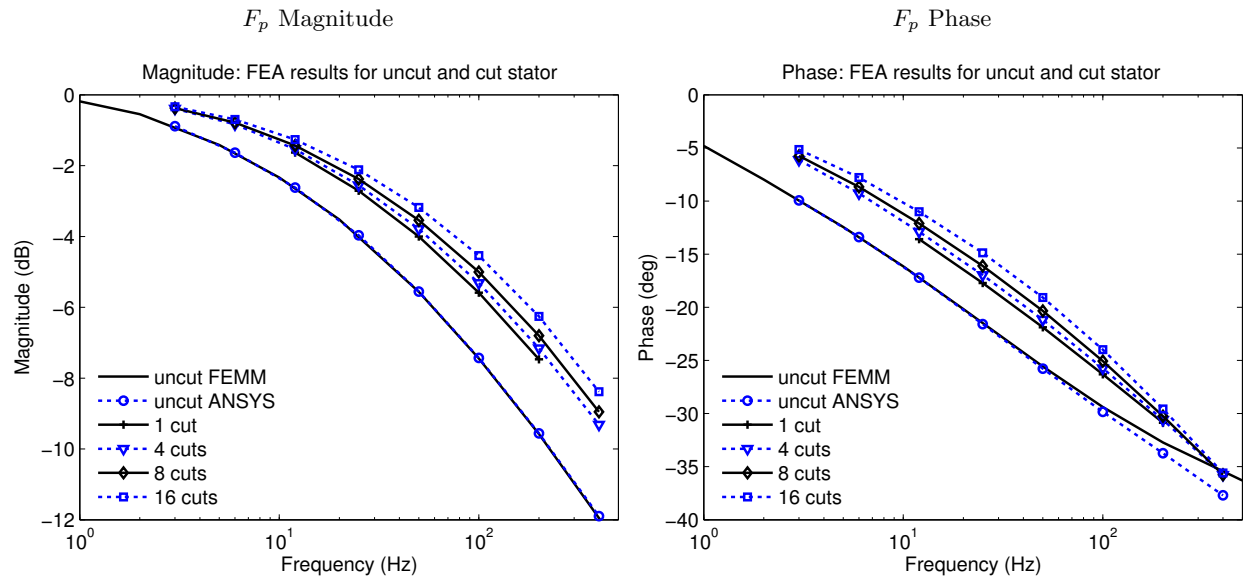 F_p Magnitude
Magnitude: FEA results for uncut and cut stator
0
−2
−4
−6
−8
−10
−12
Magnitude (dB)
uncut FEMM
uncut ANSYS
1 cut
4 cuts
8 cuts
16 cuts
10^0
10^1
10^2
Frequency (Hz)
F_p Phase
Phase: FEA results for uncut and cut stator
0
−5
−10
−15
−20
−25
−30
−35
−40
Phase (deg)
uncut FEMM
uncut ANSYS
1 cut
4 cuts
8 cuts
16 cuts
10^0
10^1
10^2
Frequency (Hz)